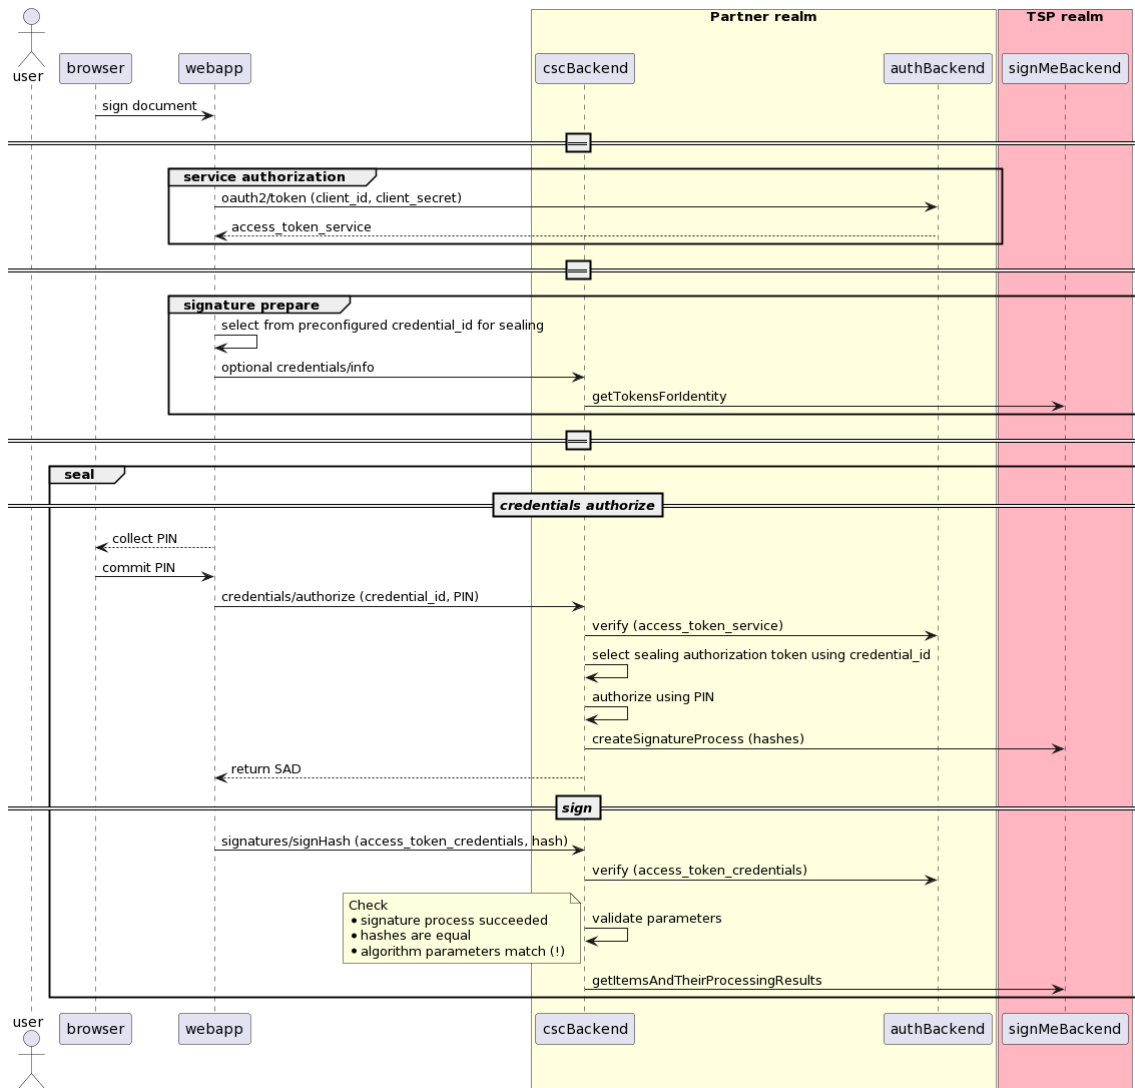 Partner realm
TSP realm
user
browser
webapp
cscBackend
authBackend
signMeBackend
sign document
service authorization
oauth2/token (client_id, client_secret)
access_token_service
signature prepare
select from preconfigured credential_id for sealing
optional credentials/info
getTokensForIdentity
seal
credentials authorize
collect PIN
commit PIN
credentials/authorize (credential_id, PIN)
verify (access_token_service)
select sealing authorization token using credential_id
authorize using PIN
createSignatureProcess (hashes)
return SAD
sign
signatures/signHash (access_token_credentials, hash)
verify (access_token_credentials)
Check
• signature process succeeded
• hashes are equal
• algorithm parameters match (!)
validate parameters
getItemsAndTheirProcessingResults
user
browser
webapp
cscBackend
authBackend
signMeBackend